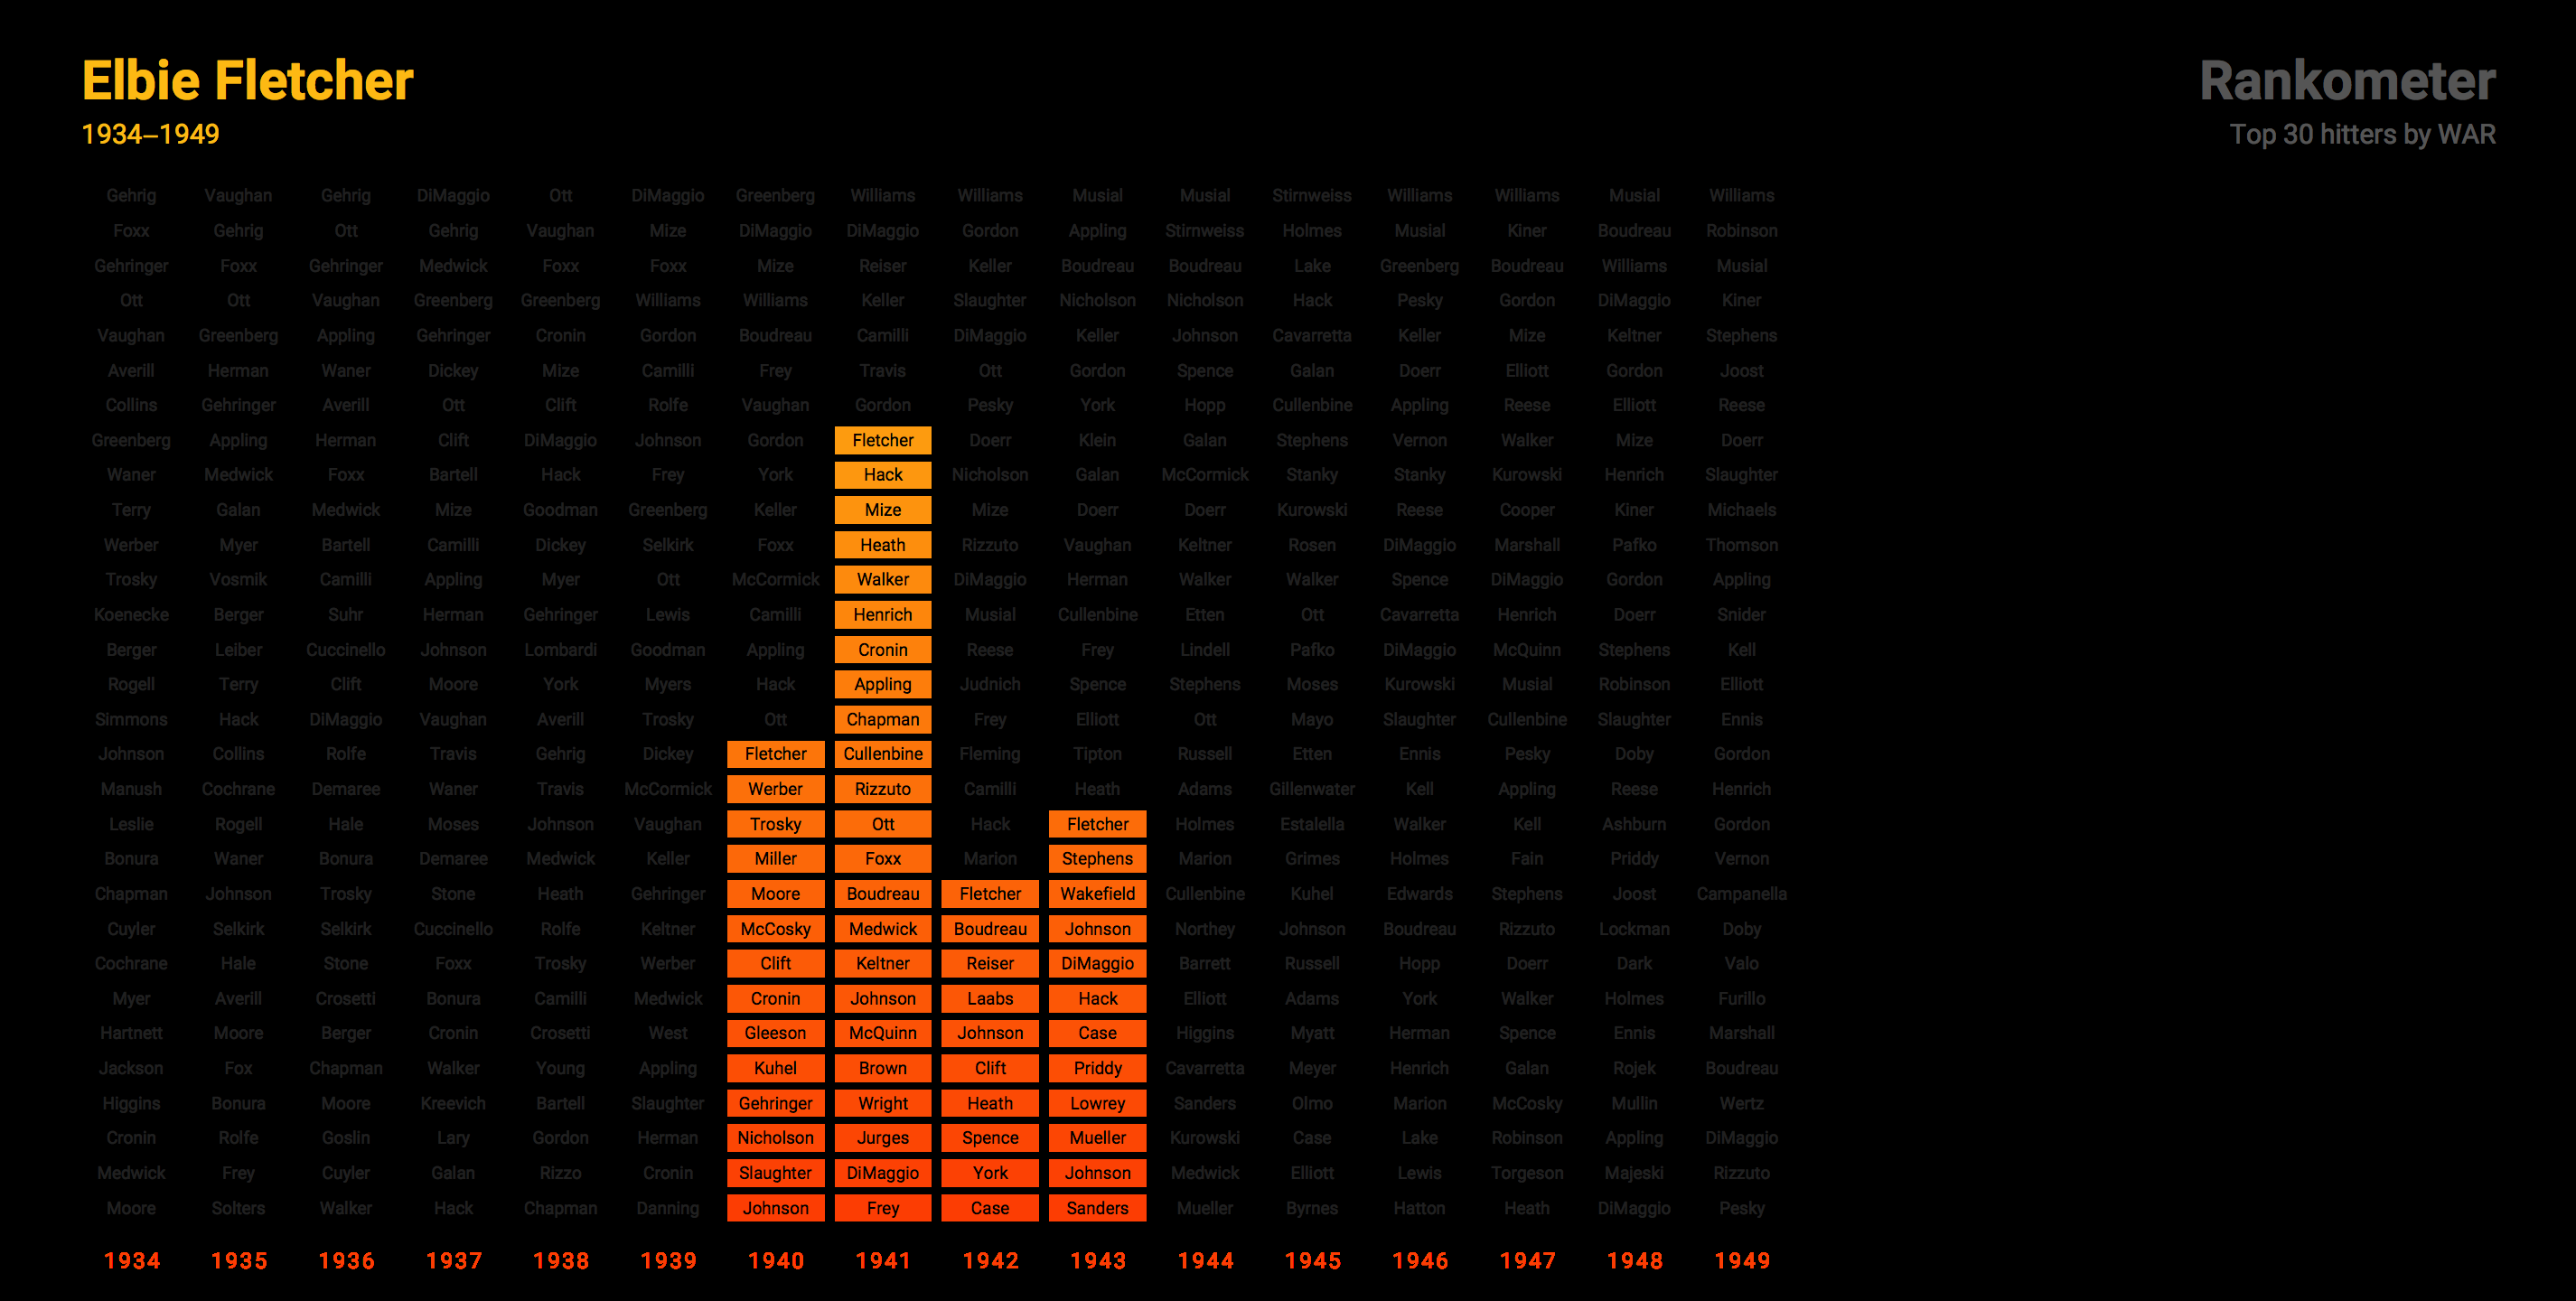 Elbie Fletcher
1934–1949
Rankometer
Top 30 hitters by WAR
Gehrig Vaughan Gehrig DiMaggio Ott DiMaggio Greenberg Williams Williams Musial Musial Stirnweiss Williams Williams Musial Williams
Foxx Gehrig Ott Gehrig Vaughan Mize DiMaggio DiMaggio Gordon Appling Stirnweiss Holmes Musial Kiner Boudreau Robinson
Gehringer Foxx Gehringer Medwick Foxx Foxx Mize Reiser Keller Boudreau Boudreau Lake Greenberg Boudreau Williams Musial
Ott Ott Vaughan Greenberg Greenberg Williams Williams Keller Slaughter Nicholson Nicholson Hack Pesky Gordon DiMaggio Kiner
Vaughan Greenberg Appling Gehringer Cronin Gordon Boudreau Camilli DiMaggio Keller Johnson Cavarretta Keller Mize Keltner Stephens
Averill Herman Waner Dickey Mize Camilli Frey Travis Ott Gordon Spence Galan Doerr Elliott Gordon Joost
Collins Gehringer Averill Ott Clift Rolfe Vaughan Gordon Pesky York Hopp Cullenbine Appling Reese Elliott Reese
Greenberg Appling Herman Clift DiMaggio Johnson Gordon Fletcher Doerr Klein Galan Stephens Vernon Walker Mize Doerr
Waner Medwick Foxx Bartell Hack Frey York Hack Nicholson Galan McCormick Stanky Stanky Kurowski Henrich Slaughter
Terry Galan Medwick Mize Goodman Greenberg Keller Mize Mize Doerr Doerr Kurowski Reese Cooper Kiner Michaels
Werber Myer Bartell Camilli Dickey Selkirk Foxx Heath Rizzuto Vaughan Keltner Rosen DiMaggio Marshall Pafko Thomson
Trosky Vosmik Camilli Appling Myer Ott McCormick Walker DiMaggio Herman Walker Walker Spence DiMaggio Gordon Appling
Koenecke Berger Suhr Herman Gehringer Lewis Camilli Henrich Musial Cullenbine Etten Ott Cavarretta Henrich Doerr Snider
Berger Leiber Cuccinello Johnson Lombardi Goodman Appling Cronin Reese Frey Lindell Pafko DiMaggio McQuinn Stephens Kell
Rogell Terry Clift Moore York Myers Hack Appling Judnich Spence Stephens Moses Kurowski Musial Robinson Elliott
Simmons Hack DiMaggio Vaughan Averill Trosky Ott Chapman Frey Elliott Ott Mayo Slaughter Cullenbine Slaughter Ennis
Johnson Collins Rolfe Travis Gehrig Dickey Fletcher Cullenbine Fleming Tipton Russell Etten Ennis Pesky Doby Gordon
Manush Cochrane Demaree Waner Travis McCormick Werber Rizzuto Camilli Heath Adams Gillenwater Kell Appling Reese Henrich
Leslie Rogell Hale Moses Johnson Vaughan Trosky Ott Hack Fletcher Holmes Estalella Walker Kell Ashburn Gordon
Bonura Waner Bonura Demaree Medwick Keller Miller Foxx Marion Stephens Marion Grimes Holmes Fain Priddy Vernon
Chapman Johnson Trosky Stone Heath Gehringer Moore Boudreau Fletcher Wakefield Cullenbine Kuhel Edwards Stephens Joost Campanella
Cuyler Selkirk Selkirk Cuccinello Rolfe Keltner McCosky Medwick Boudreau Johnson Northey Johnson Boudreau Rizzuto Lockman Doby
Cochrane Hale Stone Foxx Trosky Werber Clift Keltner Reiser DiMaggio Barrett Russell Hopp Doerr Dark Valo
Myer Averill Crosetti Bonura Camilli Medwick Cronin Johnson Laabs Hack Elliott Adams York Walker Holmes Furillo
Hartnett Moore Berger Cronin Crosetti West Gleeson McQuinn Johnson Case Higgins Myatt Herman Spence Ennis Marshall
Jackson Fox Chapman Walker Young Appling Kuhel Brown Clift Priddy Cavarretta Meyer Henrich Galan Rojek Boudreau
Higgins Bonura Moore Kreevich Bartell Slaughter Gehringer Wright Heath Lowrey Sanders Olmo Marion McCosky Mullin Wertz
Cronin Rolfe Goslin Lary Gordon Herman Nicholson Jurges Spence Mueller Kurowski Case Lake Robinson Appling DiMaggio
Medwick Frey Cuyler Galan Rizzo Cronin Slaughter DiMaggio York Johnson Medwick Elliott Lewis Torgeson Majeski Rizzuto
Moore Solters Walker Hack Chapman Danning Johnson Frey Case Sanders Mueller Byrnes Hatton Heath DiMaggio Pesky
1934 1935 1936 1937 1938 1939 1940 1941 1942 1943 1944 1945 1946 1947 1948 1949